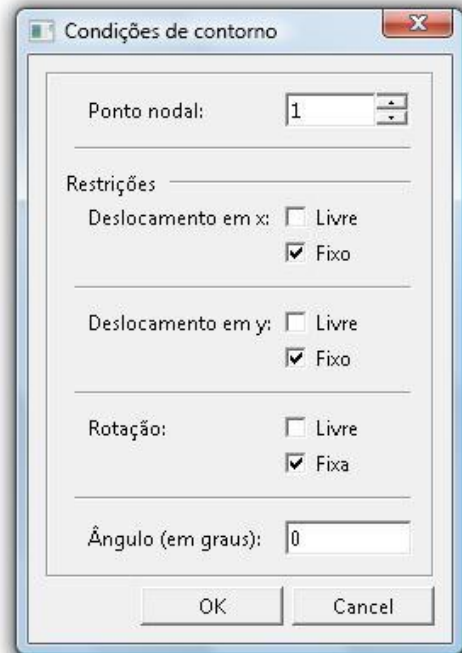 Condições de contorno
Ponto nodal: 1
Restrições
Deslocamento em x: Livre
Fixo
Deslocamento em y: Livre
Fixo
Rotação: Livre
Fixa
Ângulo (em graus): 0
OK Cancel